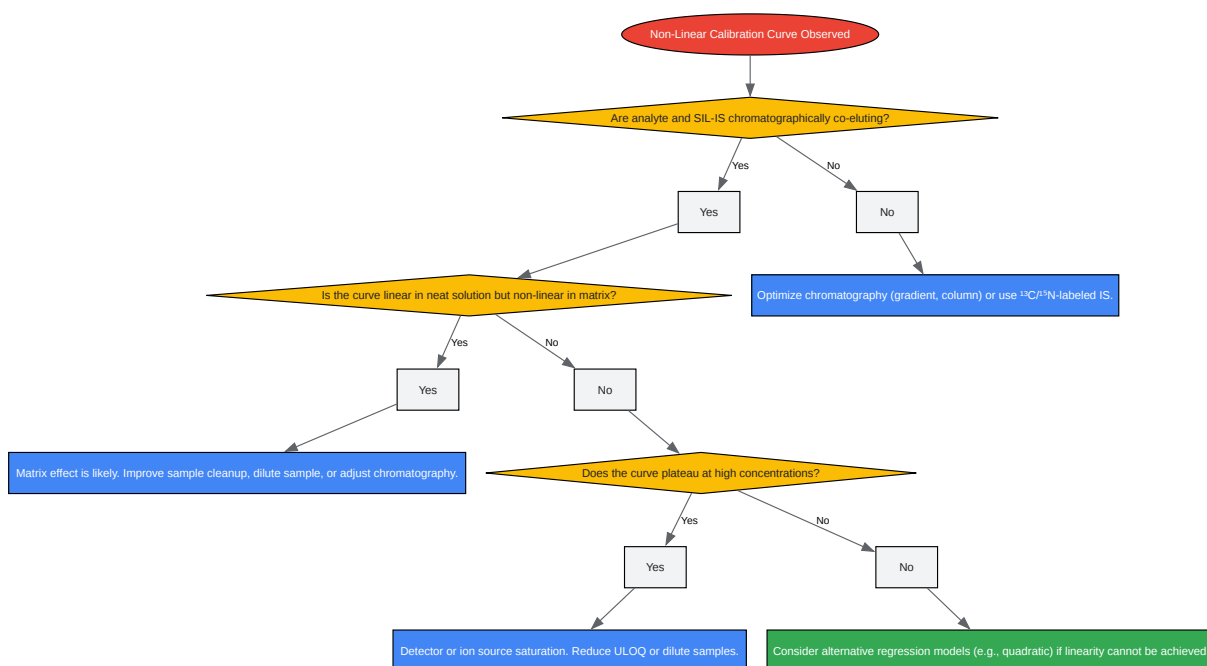 Non-Linear Calibration Curve Observed
Are analyte and SIL-IS chromatographically co-eluting?
Yes
No
Yes
No
Is the curve linear in neat solution but non-linear in matrix?
Optimize chromatography (gradient, column) or use ¹³C/¹⁵N-labeled IS.
Yes
No
Yes
No
Matrix effect is likely. Improve sample cleanup, dilute sample, or adjust chromatography.
Does the curve plateau at high concentrations?
Yes
No
Yes
No
Detector or ion source saturation. Reduce ULOQ or dilute samples.
Consider alternative regression models (e.g., quadratic) if linearity cannot be achieved